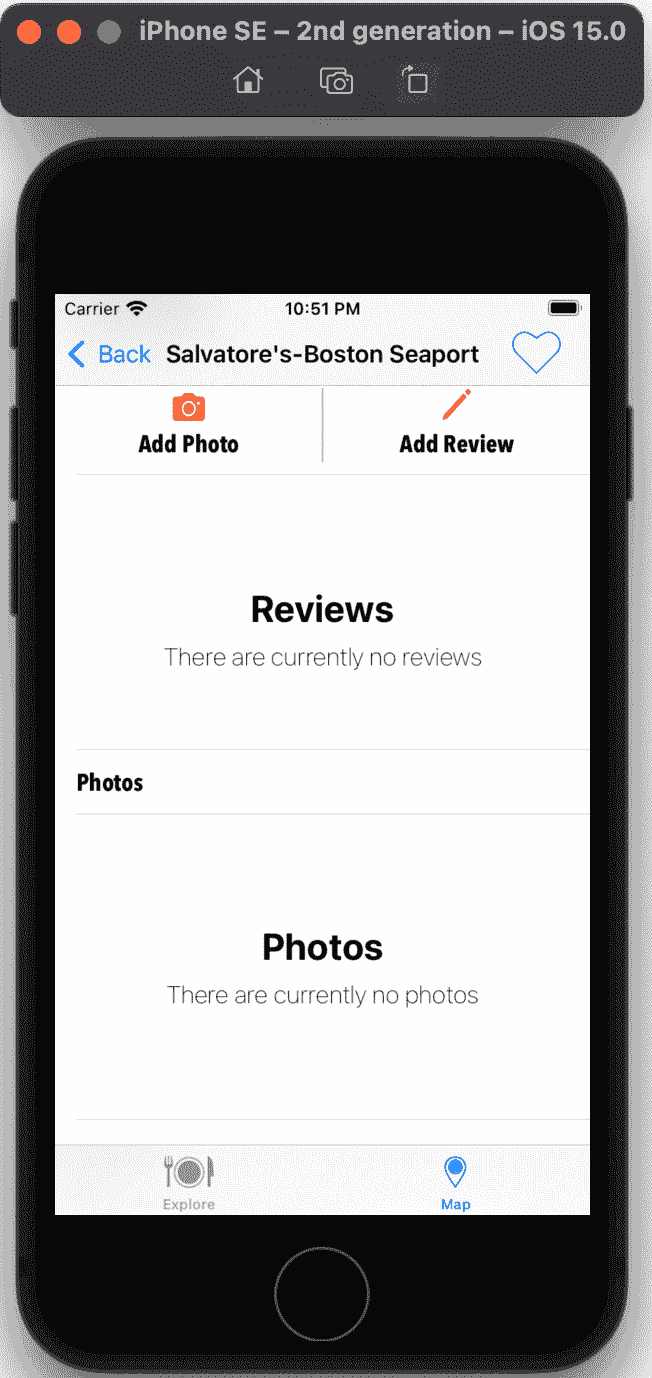 iPhone SE – 2nd generation – iOS 15.0
Carrier 10:51 PM
Back Salvatore's-Boston Seaport
Add Photo Add Review
Reviews
There are currently no reviews
Photos
Photos
There are currently no photos
Explore Map